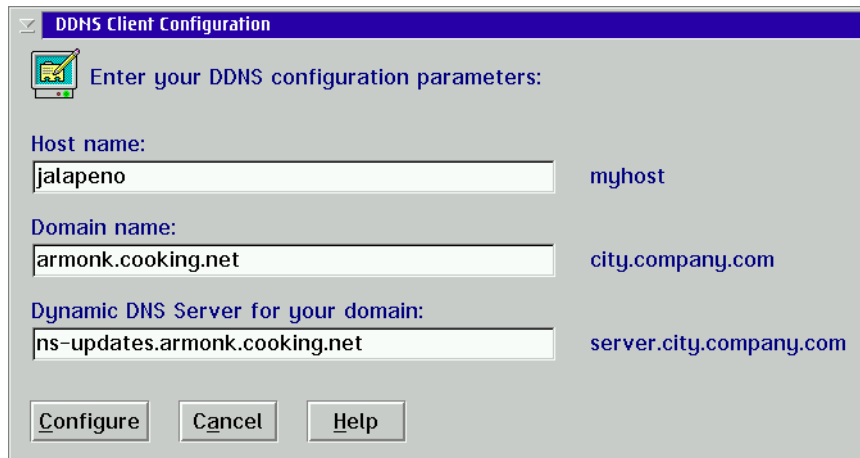 DDNS Client Configuration
Enter your DDNS configuration parameters:
Host name:
jalapeno myhost
Domain name:
armonk.cooking.net city.company.com
Dynamic DNS Server for your domain:
ns-updates.armonk.cooking.net server.city.company.com
Configure Cancel Help